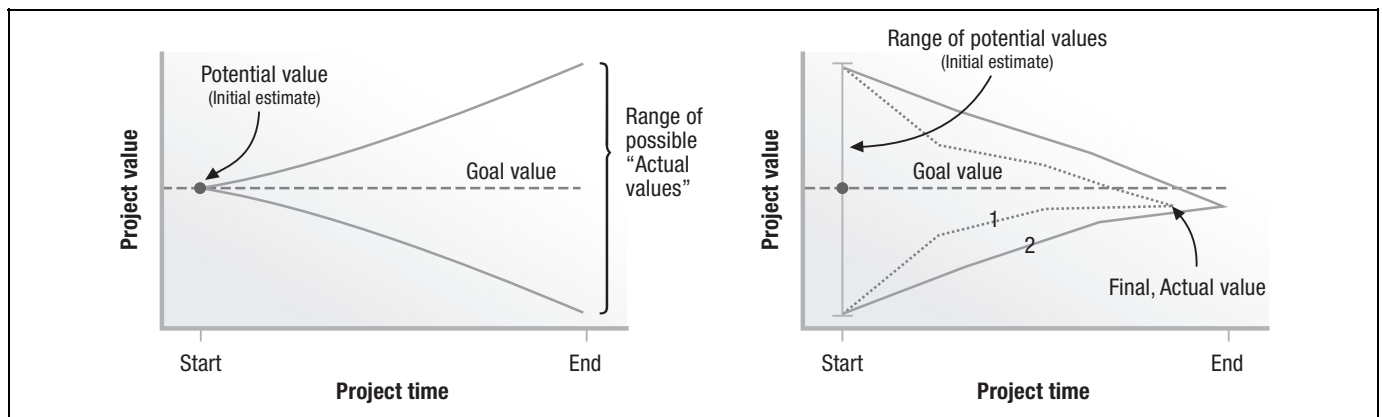 Potential value
(Initial estimate)
Goal value
Range of
possible
“Actual
values”
Project value
Start
End
Project time
Range of potential values
(Initial estimate)
Goal value
1
2
Final, Actual value
Project value
Start
End
Project time